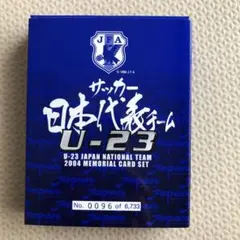 JFA
サッカー
日本代表チーム
U-23
U-23 JAPAN NATIONAL TEAM
2004 MEMORIAL CARD SET
No. 0096 of 6,733